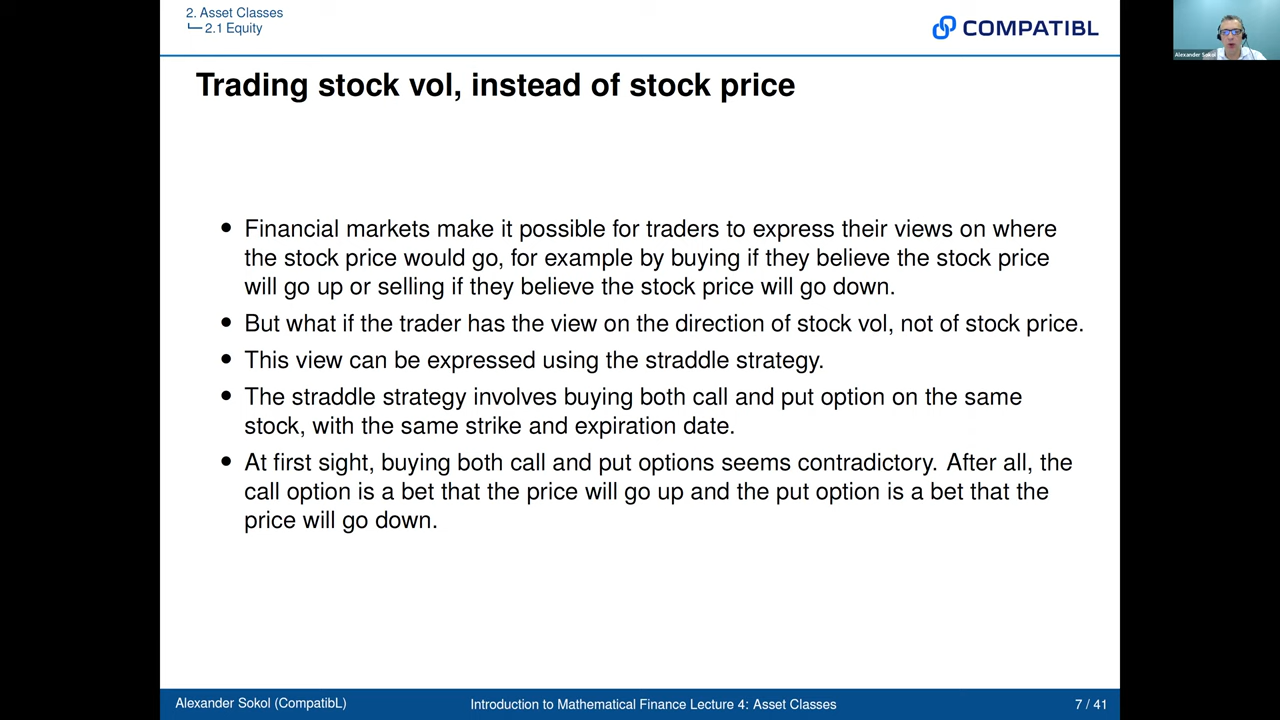 2. Asset Classes
2.1 Equity
COMPATIBL
Alexander Sokol
Trading stock vol, instead of stock price
• Financial markets make it possible for traders to express their views on where
the stock price would go, for example by buying if they believe the stock price
will go up or selling if they believe the stock price will go down.
• But what if the trader has the view on the direction of stock vol, not of stock price.
• This view can be expressed using the straddle strategy.
• The straddle strategy involves buying both call and put option on the same
stock, with the same strike and expiration date.
• At first sight, buying both call and put options seems contradictory. After all, the
call option is a bet that the price will go up and the put option is a bet that the
price will go down.
Alexander Sokol (CompatibL)
Introduction to Mathematical Finance Lecture 4: Asset Classes
7 / 41